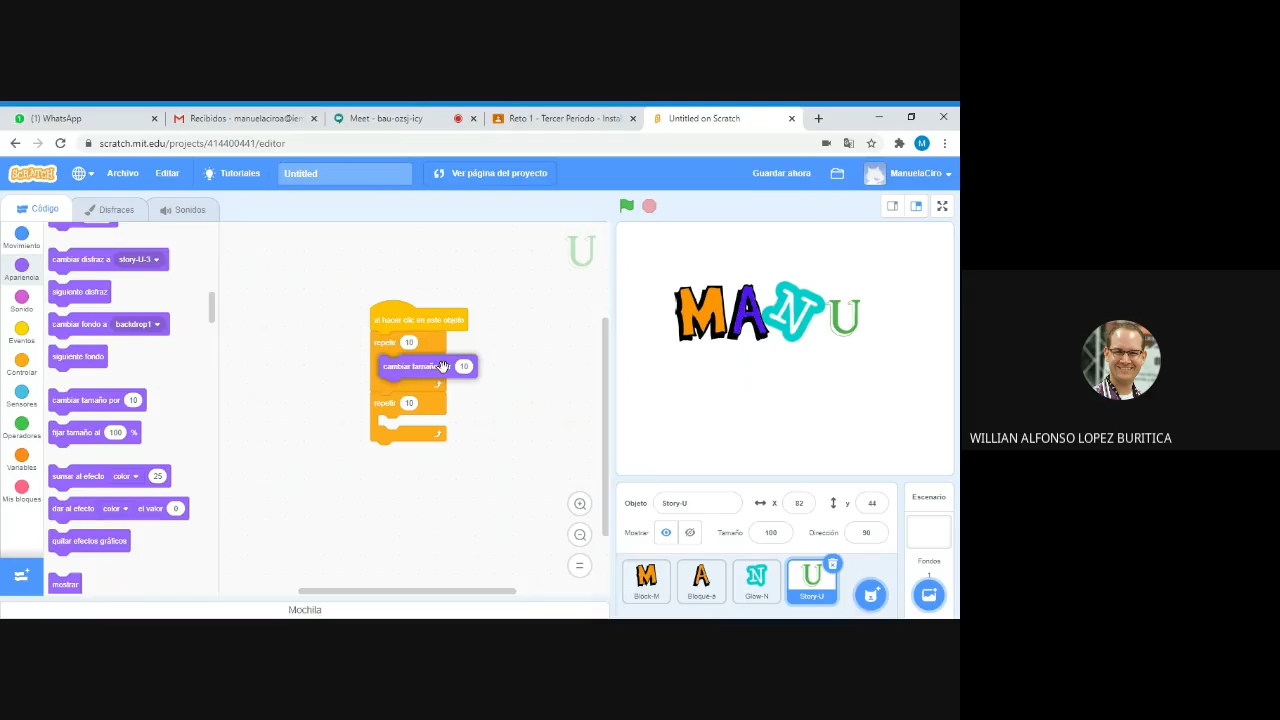 (1) WhatsApp
Recibidos - manuelaciroa@ier
Meet - bau-ozsj-icy
Reto 1 - Tercer Periodo - Instal
Untitled on Scratch
scratch.mit.edu/projects/414400441/editor
M
SCRATCH
Archivo
Editar
Tutoriales
Untitled
Ver página del proyecto
Guardar ahora
ManuelaCiro
Código
Disfraces
Sonidos
Movimiento
Apariencia
Sonido
Eventos
Controlar
Sensores
Operadores
Variables
Mis bloques
cambiar disfraz a story-U-3
siguiente disfraz
cambiar fondo a backdrop1
siguiente fondo
cambiar tamaño por 10
fijar tamaño al 100 %
sumar al efecto color 25
dar al efecto color el valor 0
quitar efectos gráficos
mostrar
U
al hacer clic en este objeto
repetir 10
cambiar tamaño 10
repetir 10
Mochila
MANU
Objeto Story-U x 82 y 44
Mostrar Tamaño 100 Dirección 90
M Block-M
A Bloque-a
N Glow-N
U Story-U
Escenario
Fondos
1
WILLIAN ALFONSO LOPEZ BURITICA